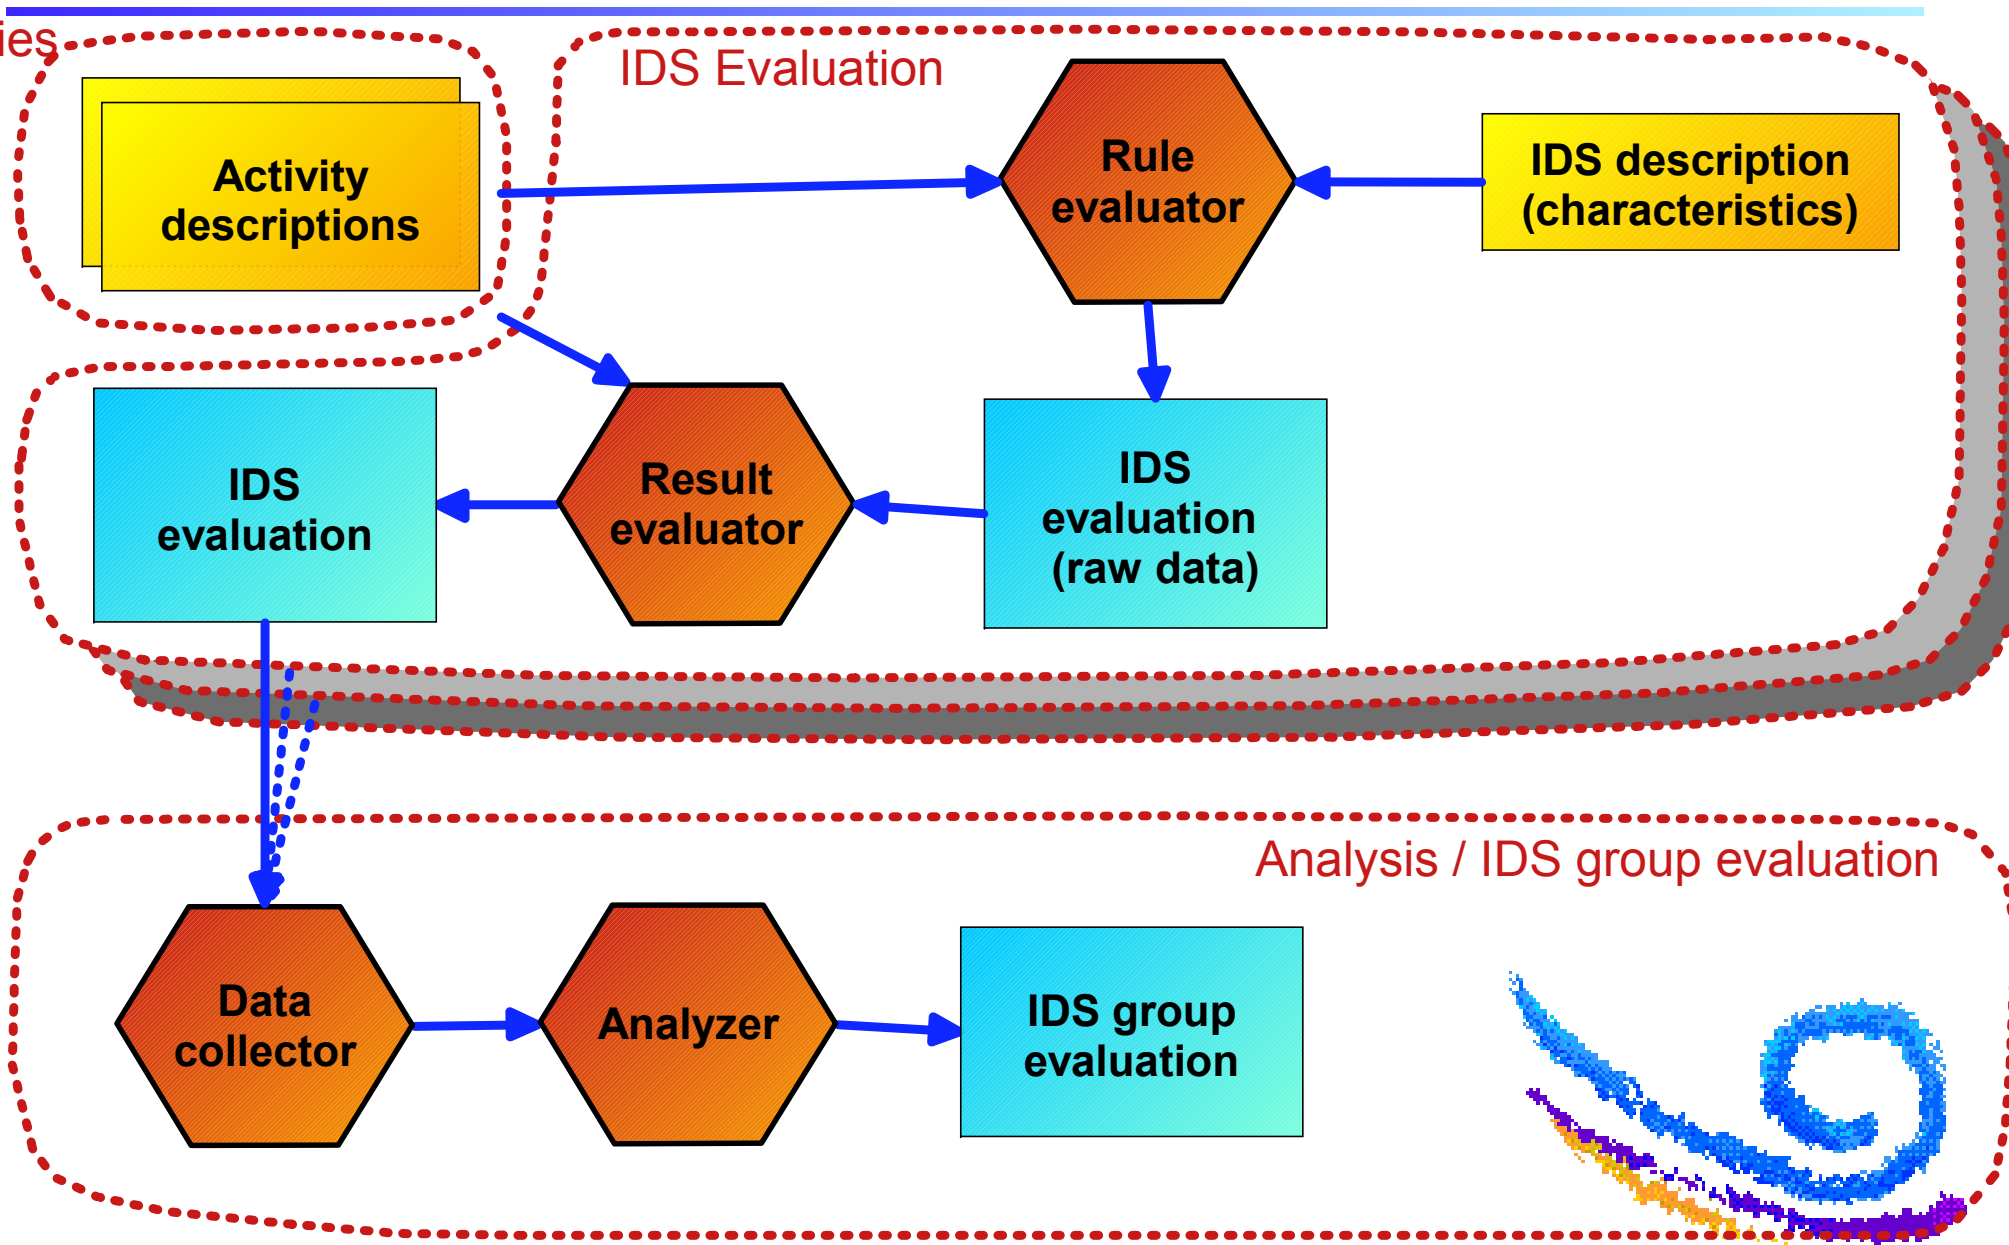 ies
IDS Evaluation
Activity
descriptions
Rule
evaluator
IDS description
(characteristics)
IDS
evaluation
Result
evaluator
IDS
evaluation
(raw data)
Analysis / IDS group evaluation
Data
collector
Analyzer
IDS group
evaluation